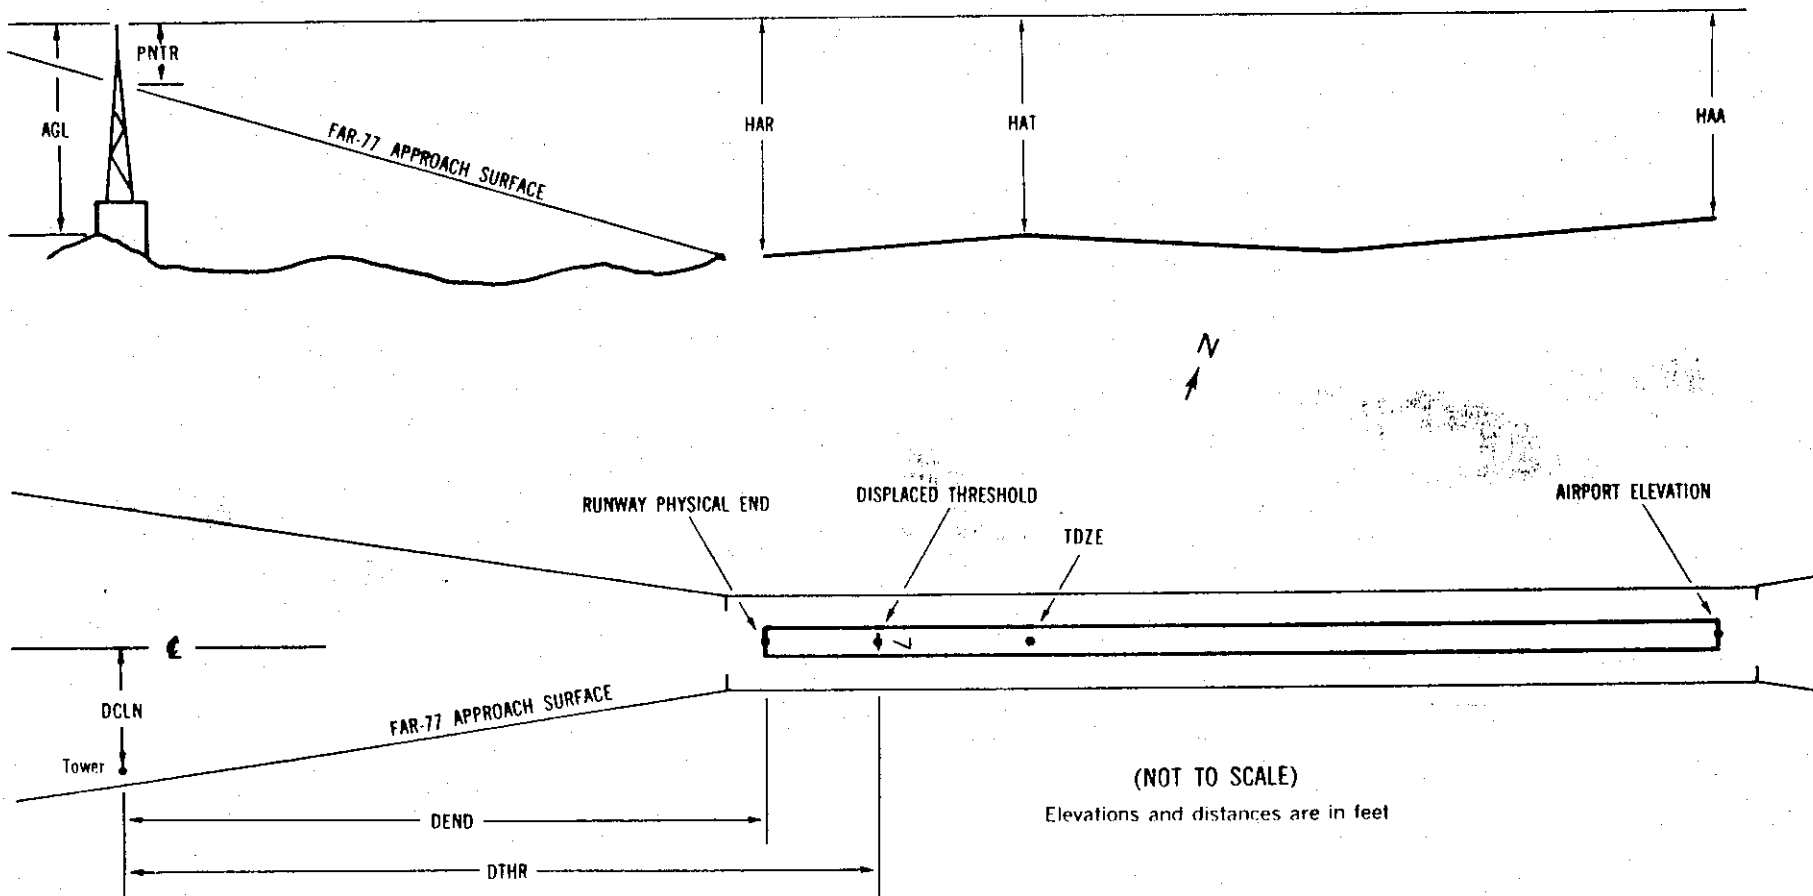 PNTR
AGL
HAR
HAT
HAA
FAR-77 APPROACH SURFACE
N
RUNWAY PHYSICAL END
DISPLACED THRESHOLD
AIRPORT ELEVATION
TDZE
7
℄
DCLN
FAR-77 APPROACH SURFACE
Tower
(NOT TO SCALE)
Elevations and distances are in feet
DEND
DTHR